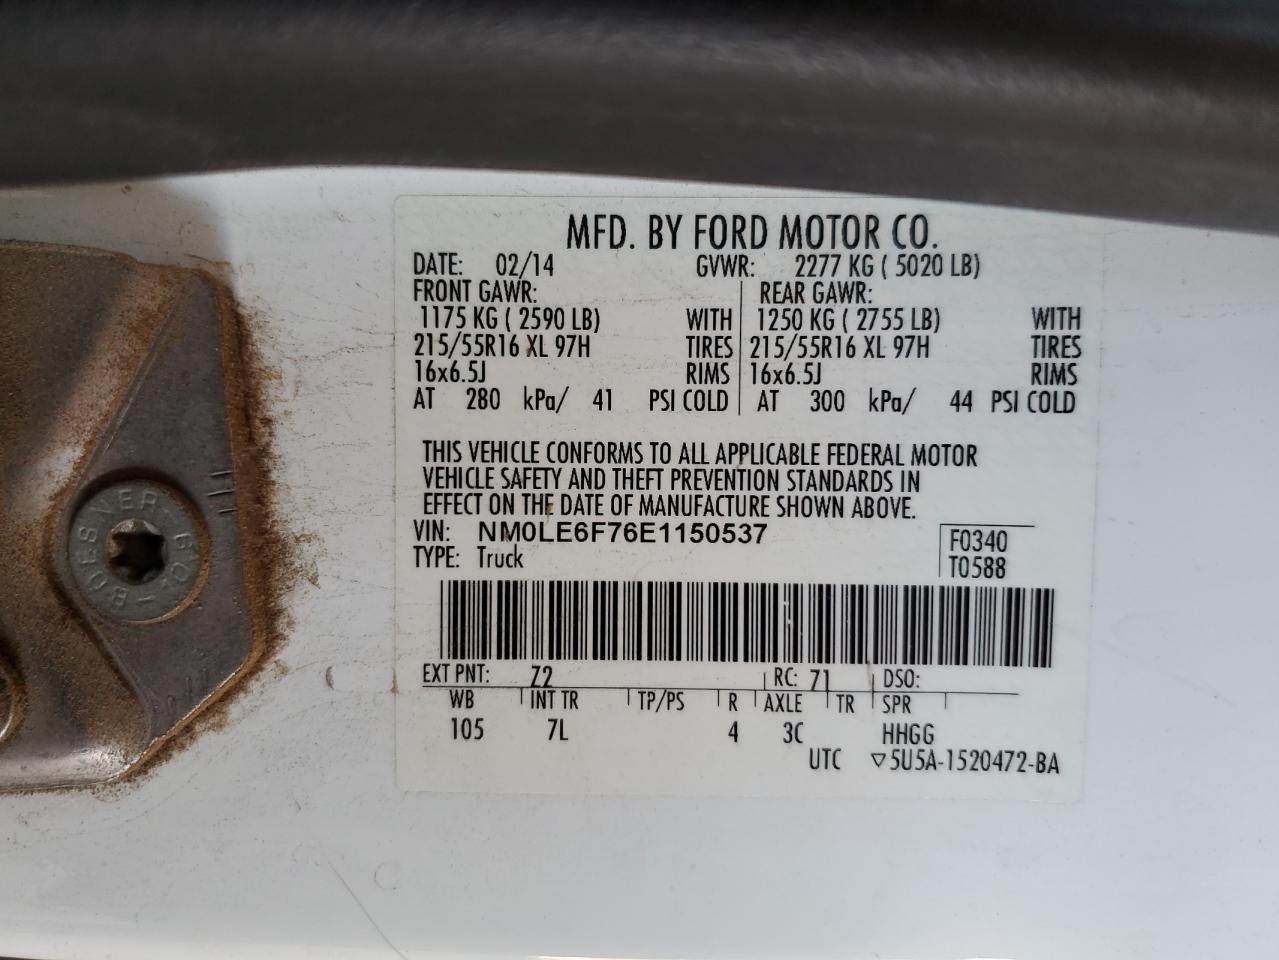 MFD. BY FORD MOTOR CO.
DATE: 02/14 GVWR: 2277 KG ( 5020 LB)
FRONT GAWR: REAR GAWR:
1175 KG ( 2590 LB) WITH 1250 KG ( 2755 LB) WITH
215/55R16 XL 97H TIRES 215/55R16 XL 97H TIRES
16x6.5J RIMS 16x6.5J RIMS
AT 280 kPa/ 41 PSI COLD AT 300 kPa/ 44 PSI COLD
THIS VEHICLE CONFORMS TO ALL APPLICABLE FEDERAL MOTOR
VEHICLE SAFETY AND THEFT PREVENTION STANDARDS IN
EFFECT ON THE DATE OF MANUFACTURE SHOWN ABOVE.
VIN: NM0LE6F76E1150537
TYPE: Truck
F0340
T0588
EXT PNT: Z2 RC: 71 DSO:
WB INT TR TP/PS R AXLE TR SPR
105 7L 4 3C HHGG
UTC ▽5U5A-1520472-BA